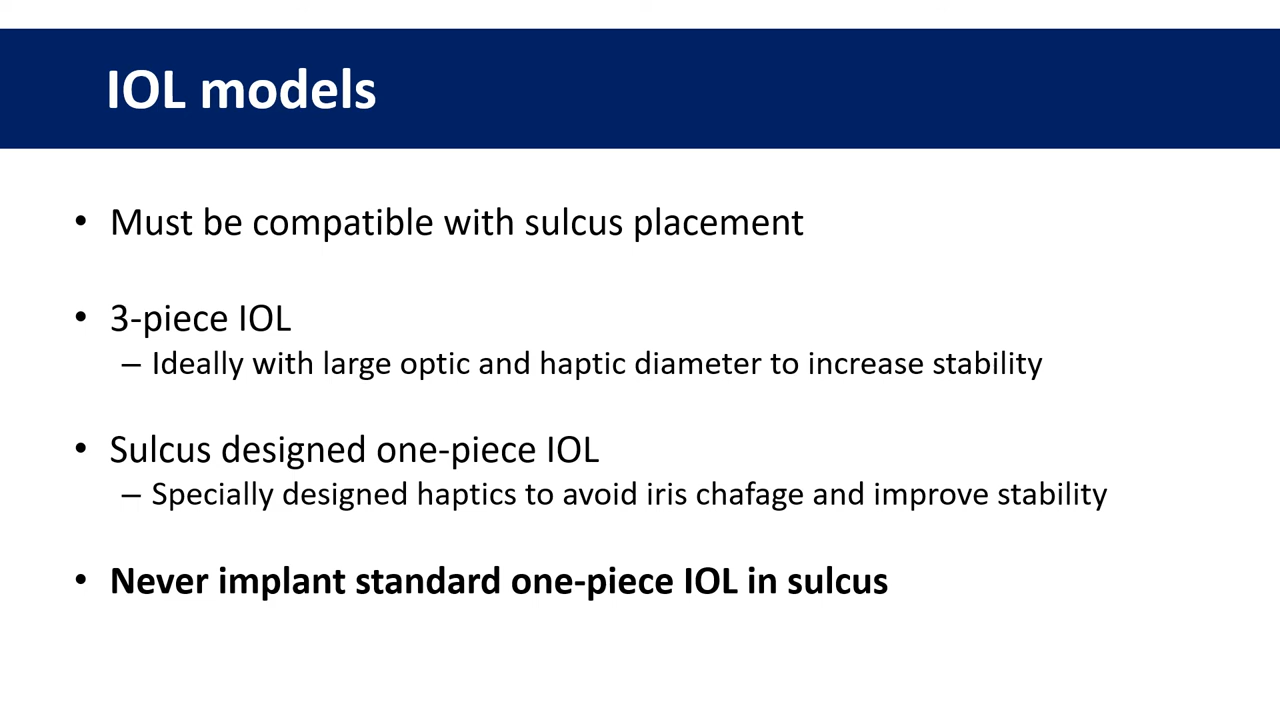 IOL models
• Must be compatible with sulcus placement
• 3-piece IOL
– Ideally with large optic and haptic diameter to increase stability
• Sulcus designed one-piece IOL
– Specially designed haptics to avoid iris chafage and improve stability
• Never implant standard one-piece IOL in sulcus